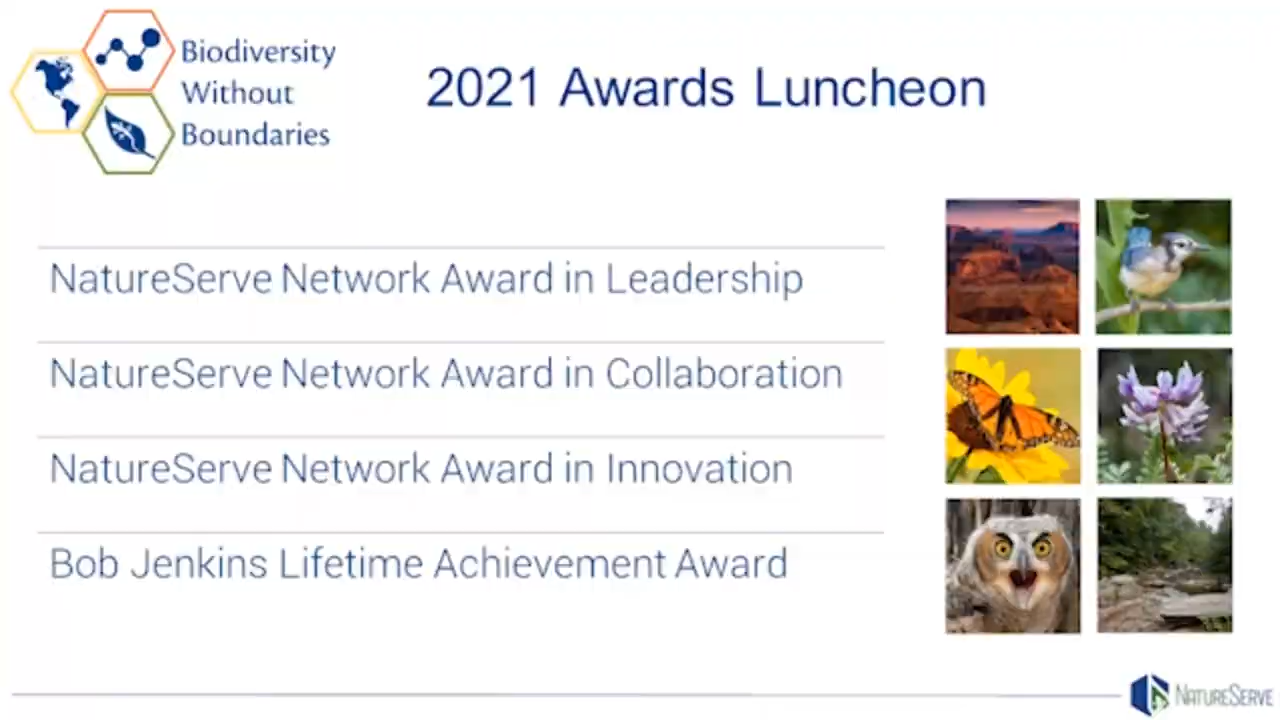 Biodiversity
Without
Boundaries
2021 Awards Luncheon
NatureServe Network Award in Leadership
NatureServe Network Award in Collaboration
NatureServe Network Award in Innovation
Bob Jenkins Lifetime Achievement Award
NATURESERVE